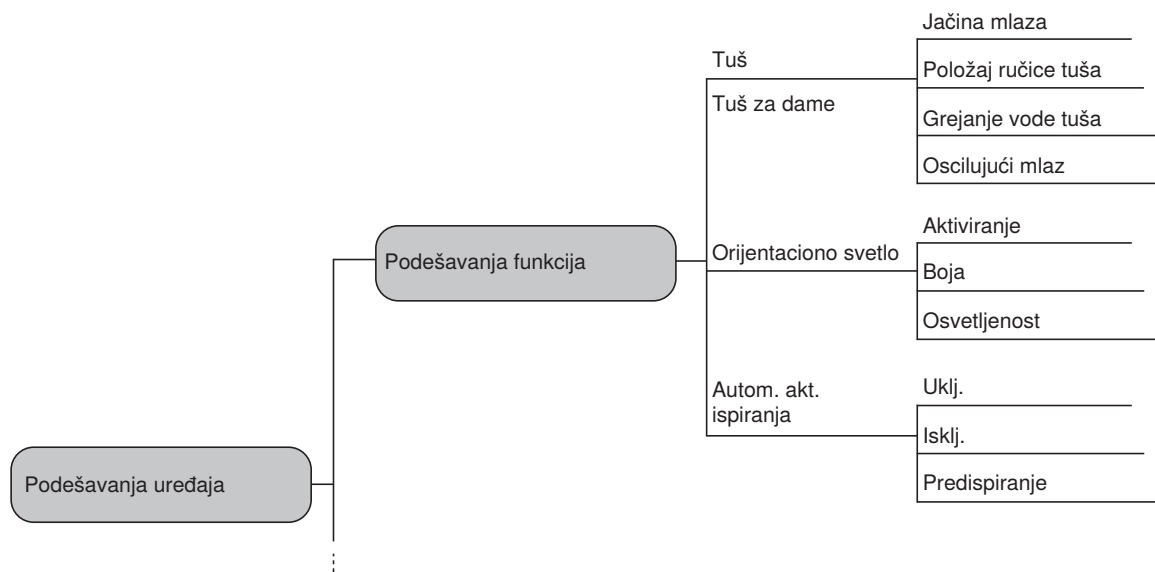 Jačina mlaza
Tuš
Položaj ručice tuša
Tuš za dame
Grejanje vode tuša
Oscilujući mlaz
Aktiviranje
Podešavanja funkcija
Orijentaciono svetlo
Boja
Osvetljenost
Autom. akt.
ispiranja
Uklj.
Isklj.
Podešavanja uređaja
Predispiranje